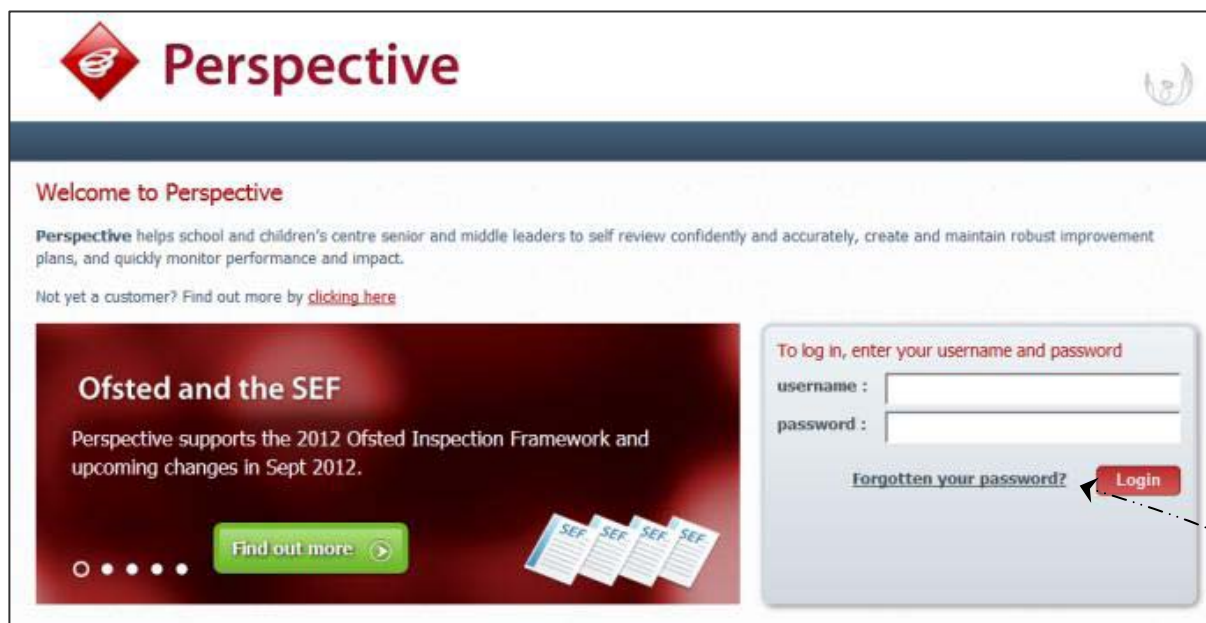 Perspective
Welcome to Perspective
Perspective helps school and children's centre senior and middle leaders to self review confidently and accurately, create and maintain robust improvement
plans, and quickly monitor performance and impact.
Not yet a customer? Find out more by clicking here
Ofsted and the SEF
Perspective supports the 2012 Ofsted Inspection Framework and
upcoming changes in Sept 2012.
Find out more
SEF SEF SEF SEF
To log in, enter your username and password
username :
password :
Forgotten your password? Login